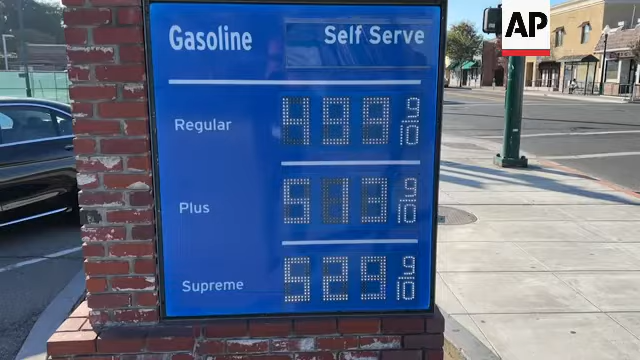 AP
Gasoline Self Serve
Regular 9/10
Plus 9/10
Supreme 529 9/10